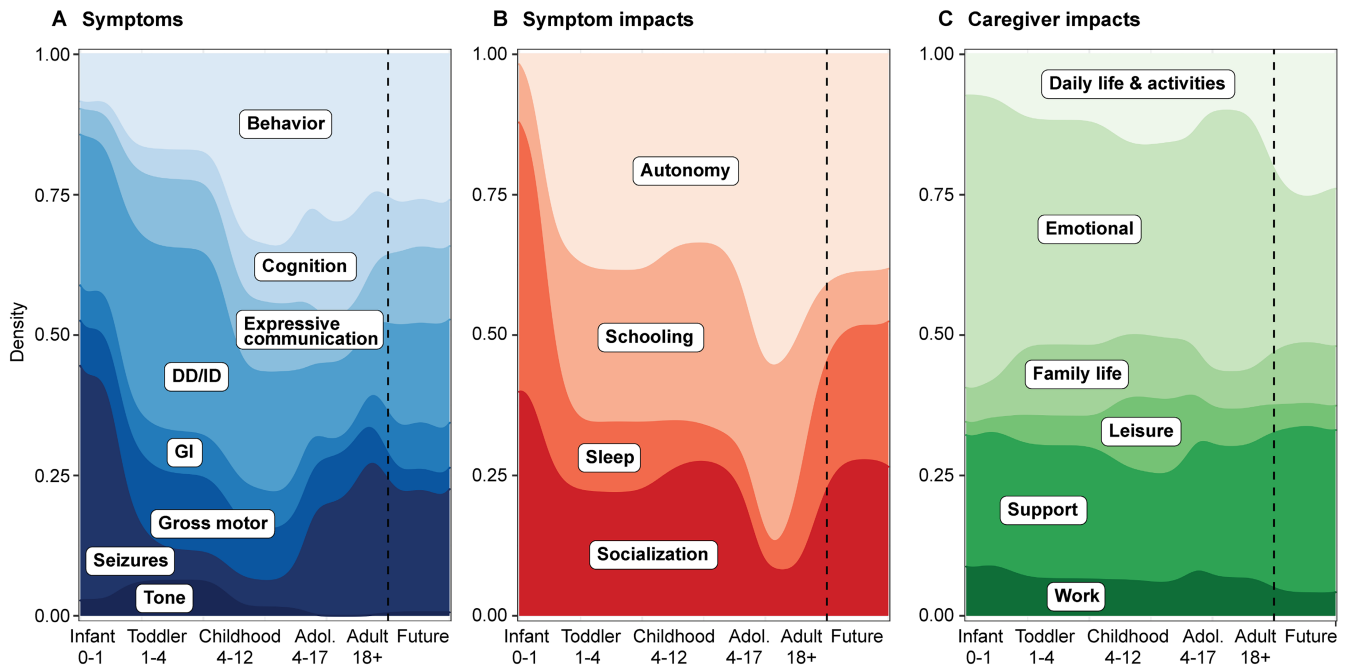 A Symptoms
B Symptom impacts
C Caregiver impacts
Density
1.00
0.75
0.50
0.25
0.00
Behavior
Cognition
Expressive
communication
DD/ID
GI
Gross motor
Seizures
Tone
Infant Toddler Childhood Adol. Adult Future
0-1 1-4 4-12 4-17 18+
1.00
0.75
0.50
0.25
0.00
Autonomy
Schooling
Sleep
Socialization
Infant Toddler Childhood Adol. Adult Future
0-1 1-4 4-12 4-17 18+
1.00
0.75
0.50
0.25
0.00
Daily life & activities
Emotional
Family life
Leisure
Support
Work
Infant Toddler Childhood Adol. Adult Future
0-1 1-4 4-12 4-17 18+